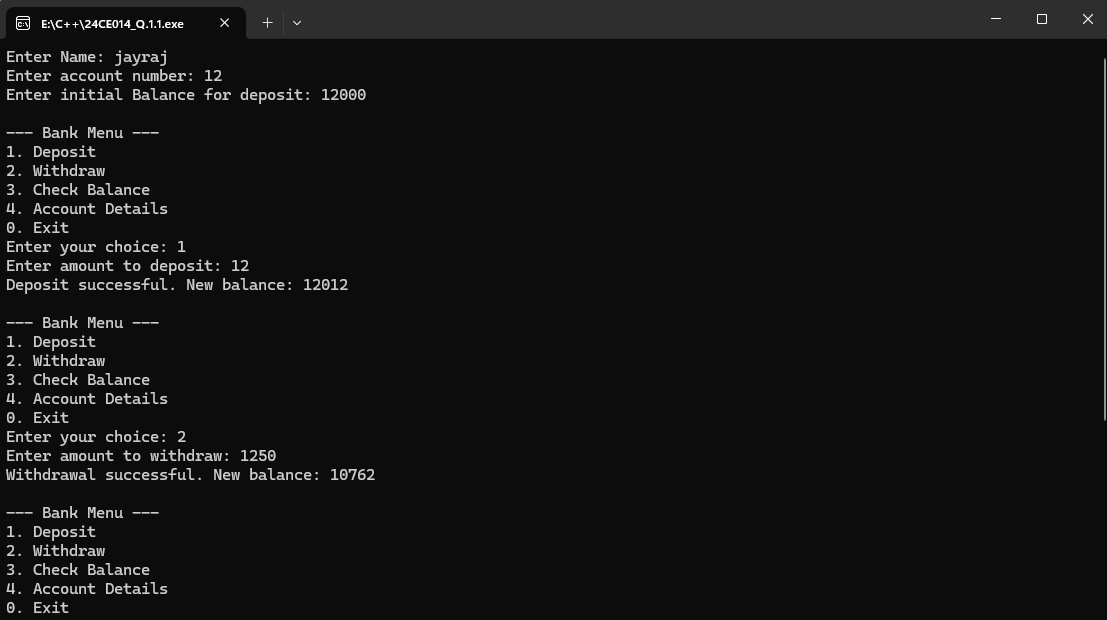 E:\C++\24CE014_Q.1.1.exe
Enter Name: jayraj
Enter account number: 12
Enter initial Balance for deposit: 12000
--- Bank Menu ---
1. Deposit
2. Withdraw
3. Check Balance
4. Account Details
0. Exit
Enter your choice: 1
Enter amount to deposit: 12
Deposit successful. New balance: 12012
--- Bank Menu ---
1. Deposit
2. Withdraw
3. Check Balance
4. Account Details
0. Exit
Enter your choice: 2
Enter amount to withdraw: 1250
Withdrawal successful. New balance: 10762
--- Bank Menu ---
1. Deposit
2. Withdraw
3. Check Balance
4. Account Details
0. Exit